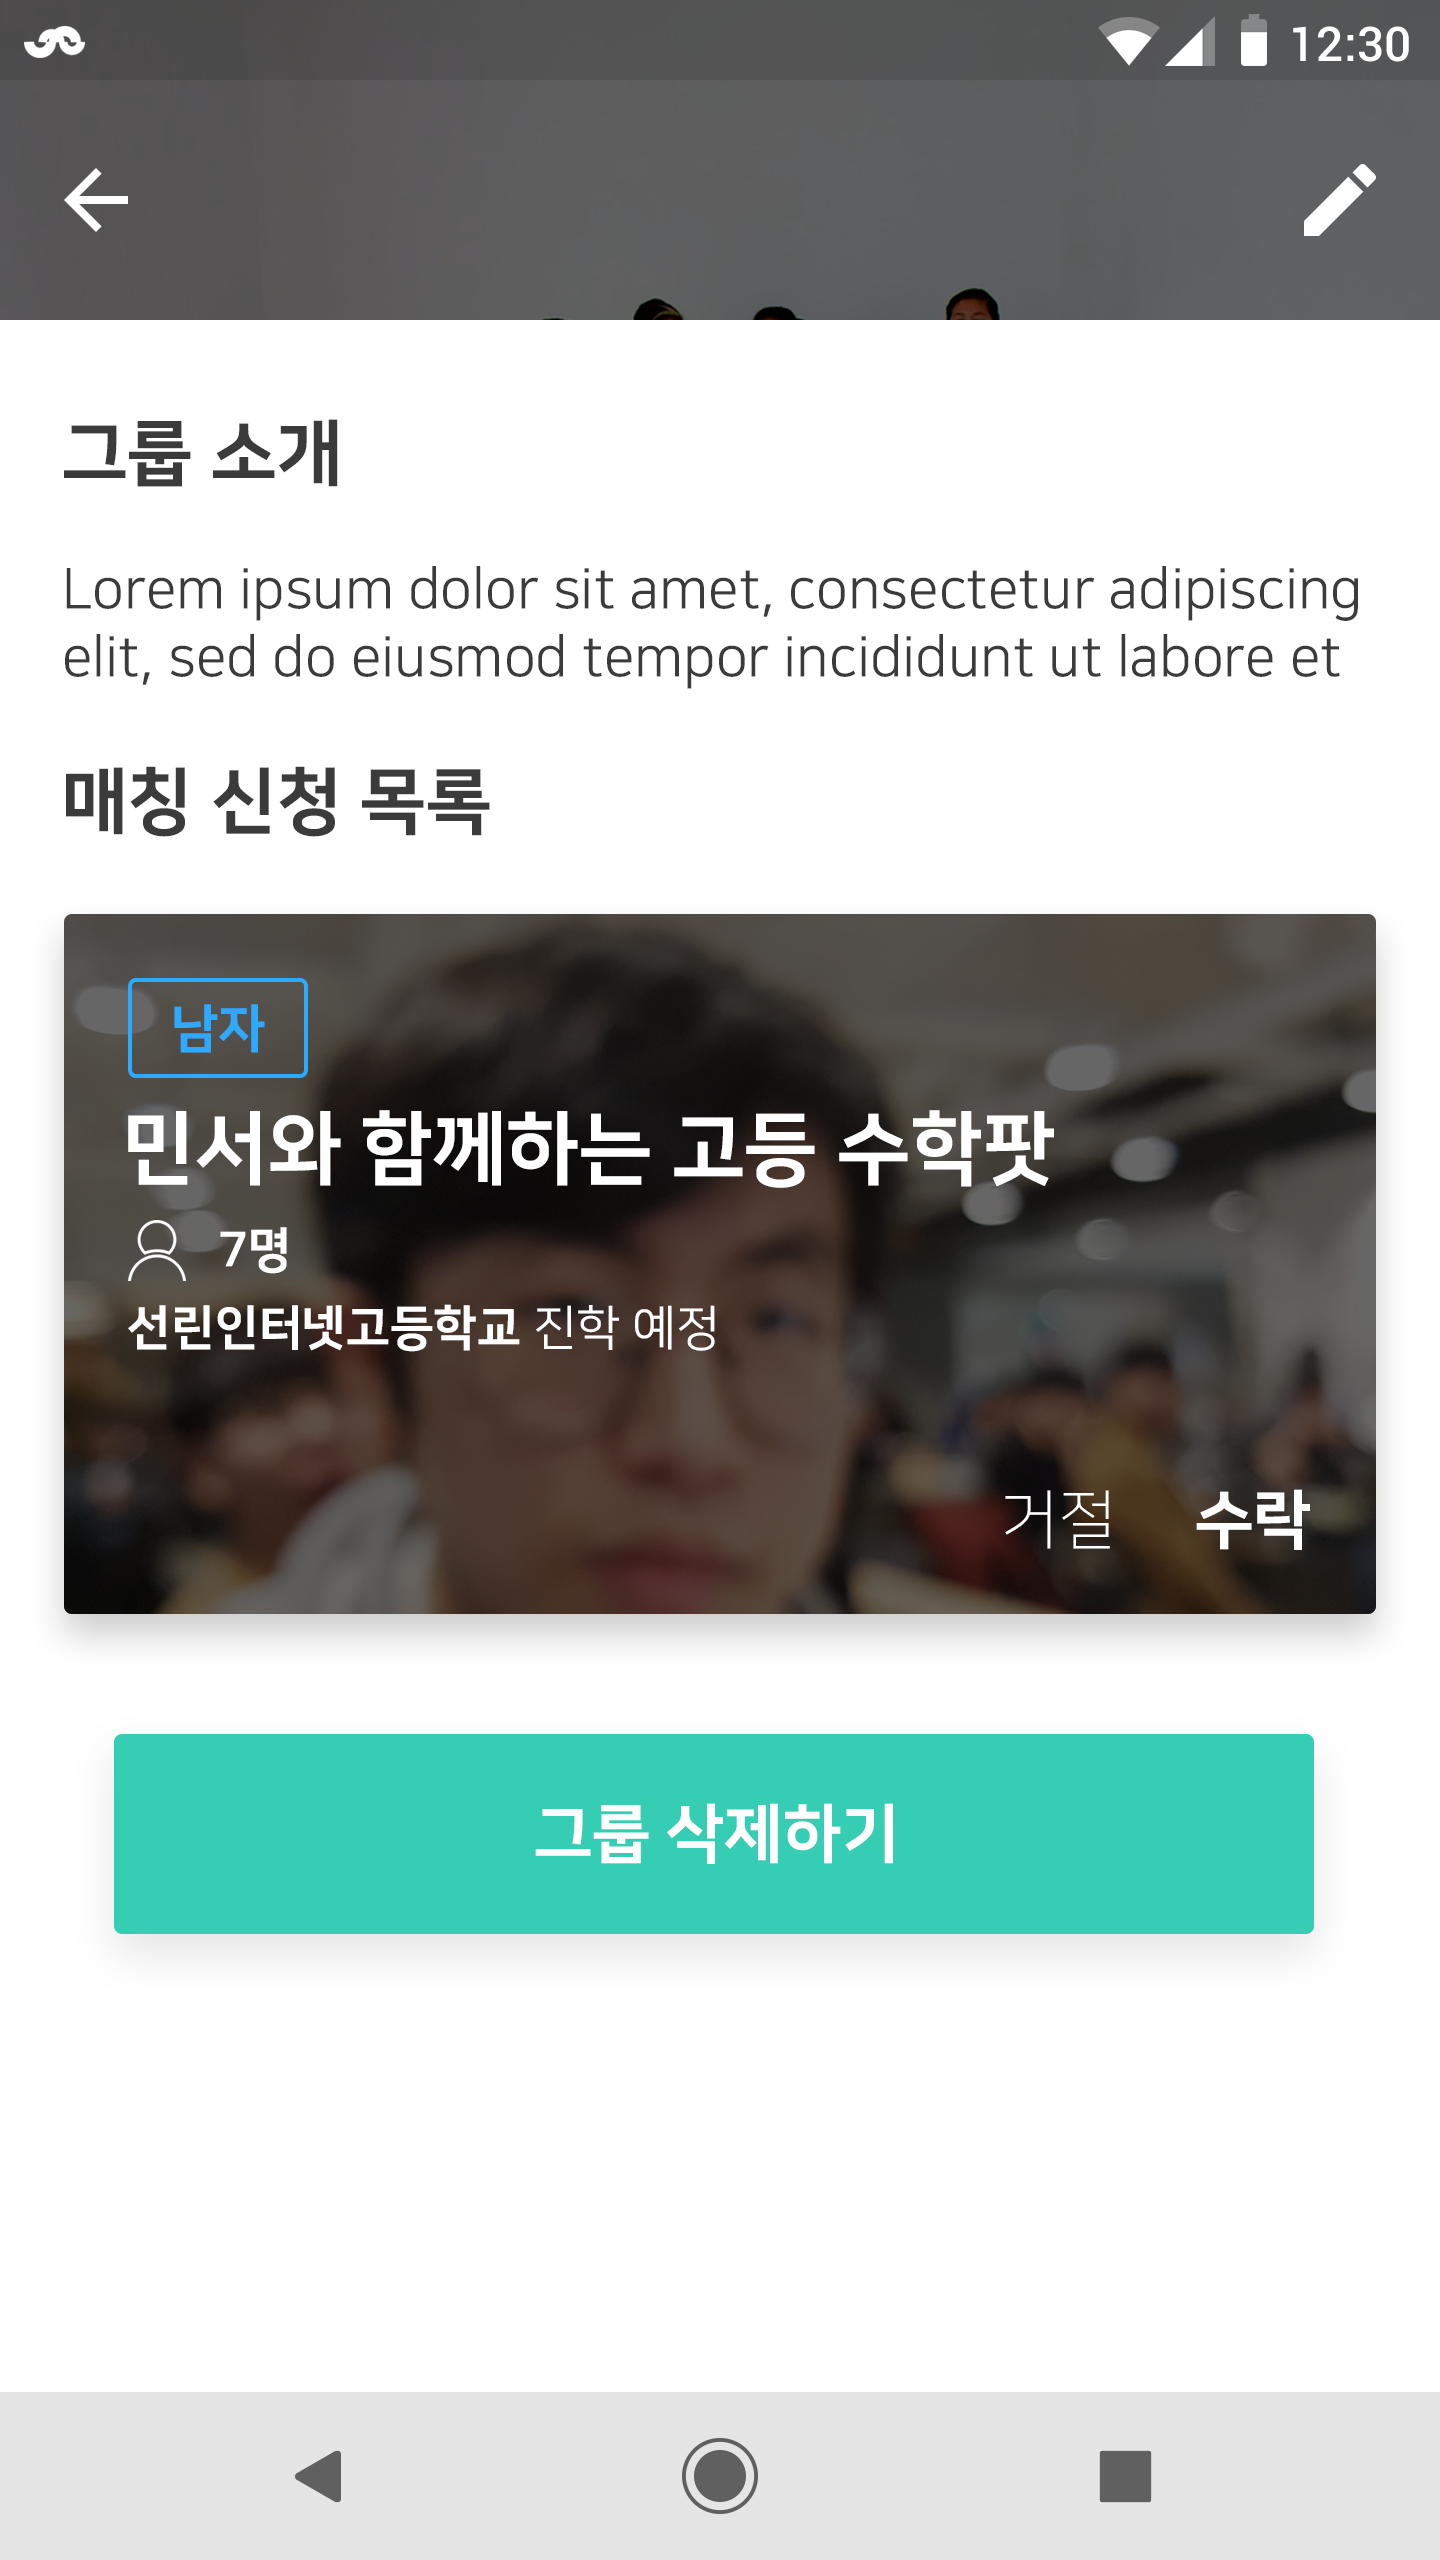 12:30
그룹 소개
Lorem ipsum dolor sit amet, consectetur adipiscing
elit, sed do eiusmod tempor incididunt ut labore et
매칭 신청 목록
남자
민서와 함께하는 고등 수학팟
7명
선린인터넷고등학교 진학 예정
거절 수락
그룹 삭제하기